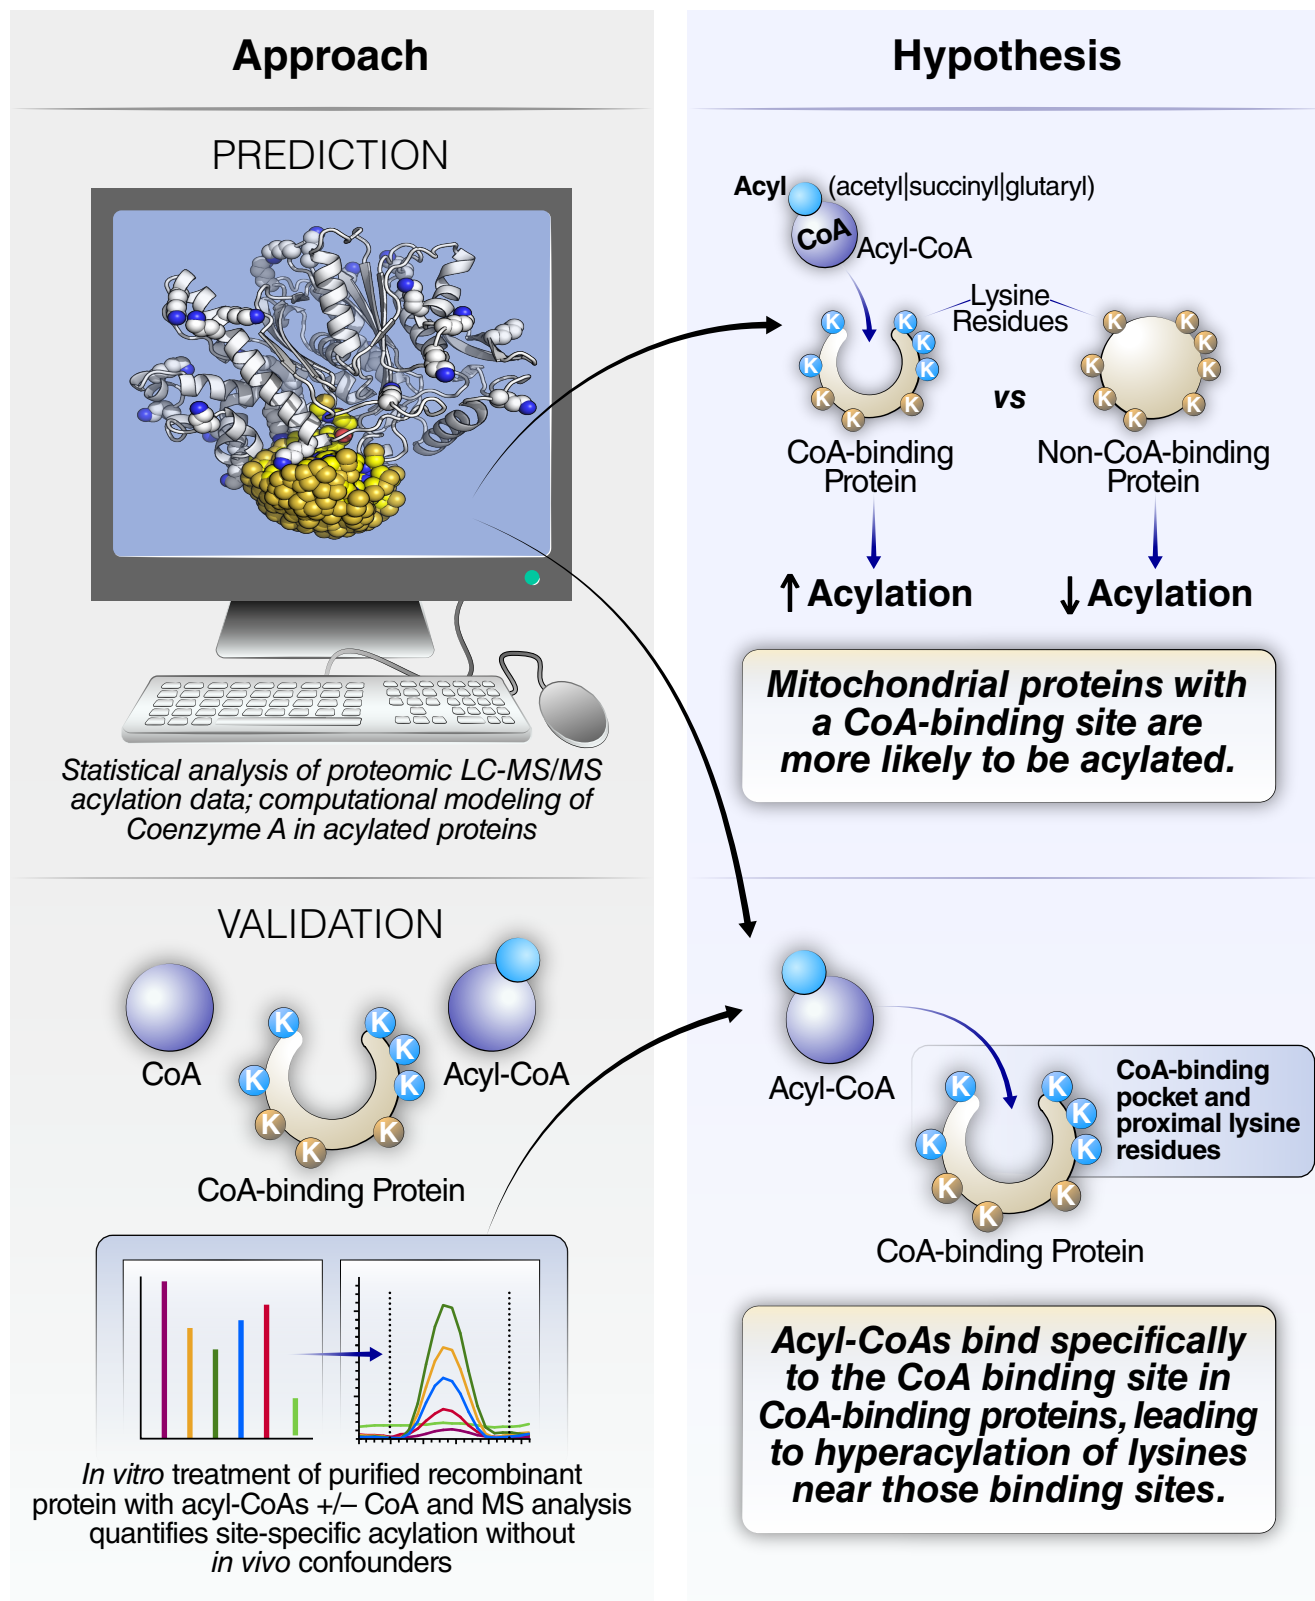 Approach
PREDICTION
Statistical analysis of proteomic LC-MS/MS
acylation data; computational modeling of
Coenzyme A in acylated proteins
VALIDATION
CoA
K
K
K
K
K
K
K
K
Acyl-CoA
CoA-binding Protein
In vitro treatment of purified recombinant
protein with acyl-CoAs +/– CoA and MS analysis
quantifies site-specific acylation without
in vivo confounders
Hypothesis
Acyl (acetyl|succinyl|glutaryl)
CoA
Acyl-CoA
Lysine
Residues
K
K
K
K
K
K
K
K
vs
K
K
K
K
K
K
K
K
CoA-binding
Protein
Non-CoA-binding
Protein
↑ Acylation
↓ Acylation
Mitochondrial proteins with
a CoA-binding site are
more likely to be acylated.
Acyl-CoA
K
K
K
K
K
K
K
K
CoA-binding
pocket and
proximal lysine
residues
CoA-binding Protein
Acyl-CoAs bind specifically
to the CoA binding site in
CoA-binding proteins, leading
to hyperacylation of lysines
near those binding sites.